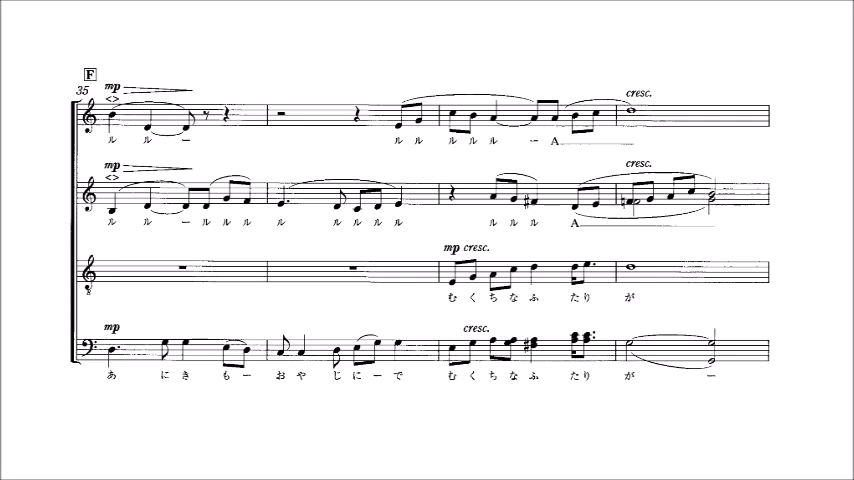 F
35
mp
cresc.
ル ル ー ル ル ル ル ル ー A
mp
cresc.
ル ル ー ル ル ル ル ル ル ル ル ル ル ル A
mp cresc.
む く ち な ふ た り が
mp
cresc.
あ に き も ー お や じ に ー で む く ち な ふ た り が ー